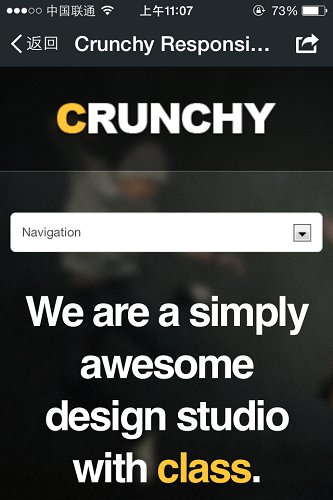 中国联通 上午11:07 73%
返回 Crunchy Responsi...
CRUNCHY
Navigation
We are a simply
awesome
design studio
with class.